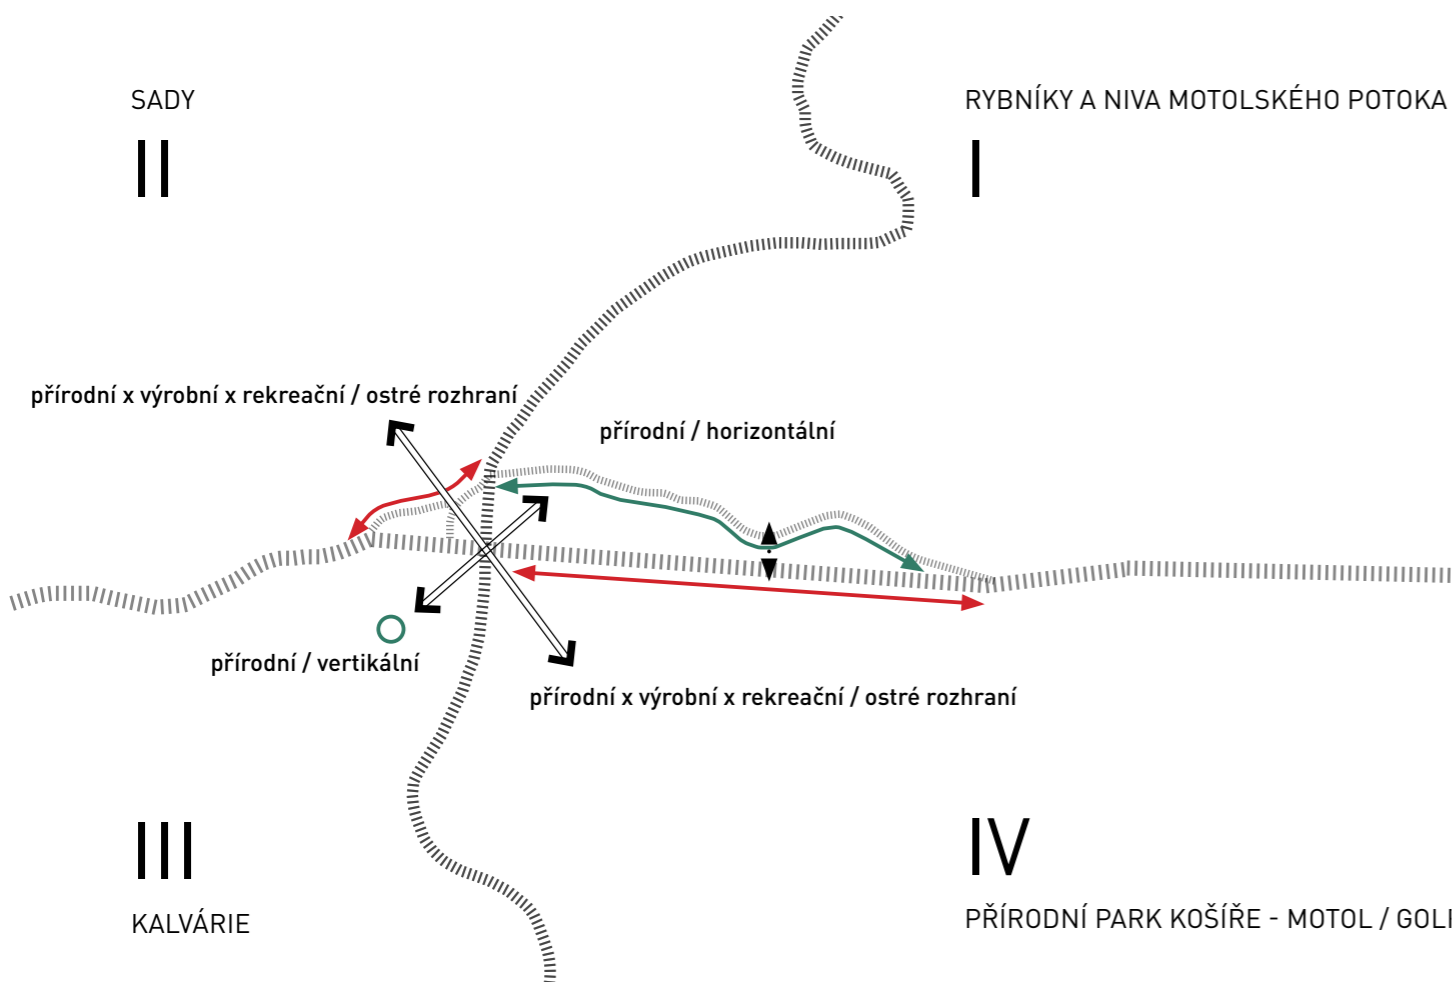 SADY
II
RYBNÍKY A NIVA MOTOLSKÉHO POTOKA
I
přírodní x výrobní x rekreační / ostré rozhraní
přírodní / horizontální
přírodní / vertikální
přírodní x výrobní x rekreační / ostré rozhraní
III
KALVÁRIE
IV
PŘÍRODNÍ PARK KOŠÍŘE - MOTOL / GOLI